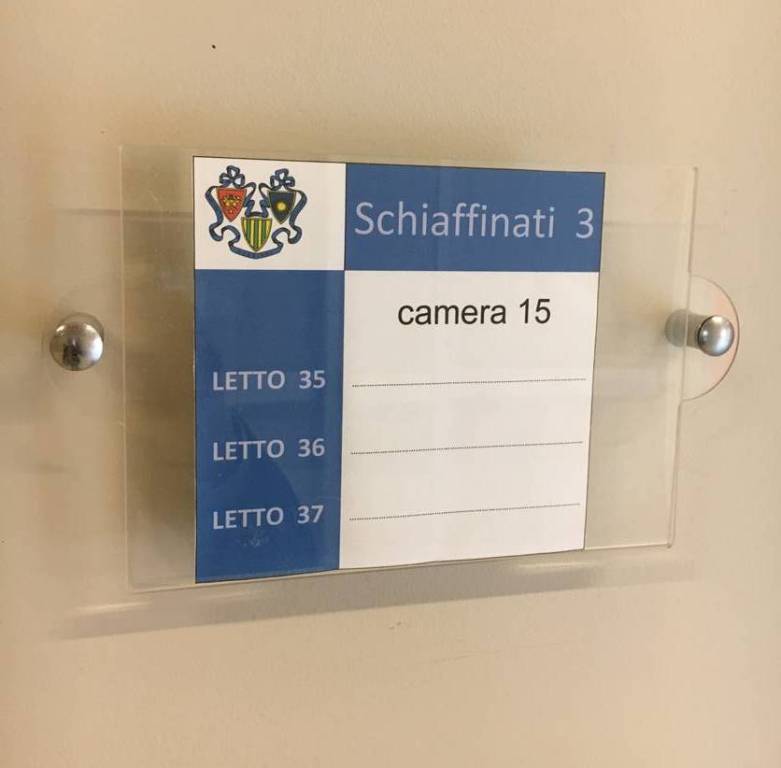 Schiaffinati 3
camera 15
LETTO 35
LETTO 36
LETTO 37